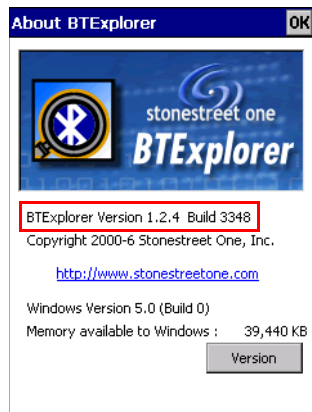 About BTExplorer OK
stonestreet one
BTExplorer
BTExplorer Version 1.2.4 Build 3348
Copyright 2000-6 Stonestreet One, Inc.
http://www.stonestreetone.com
Windows Version 5.0 (Build 0)
Memory available to Windows : 39,440 KB
Version